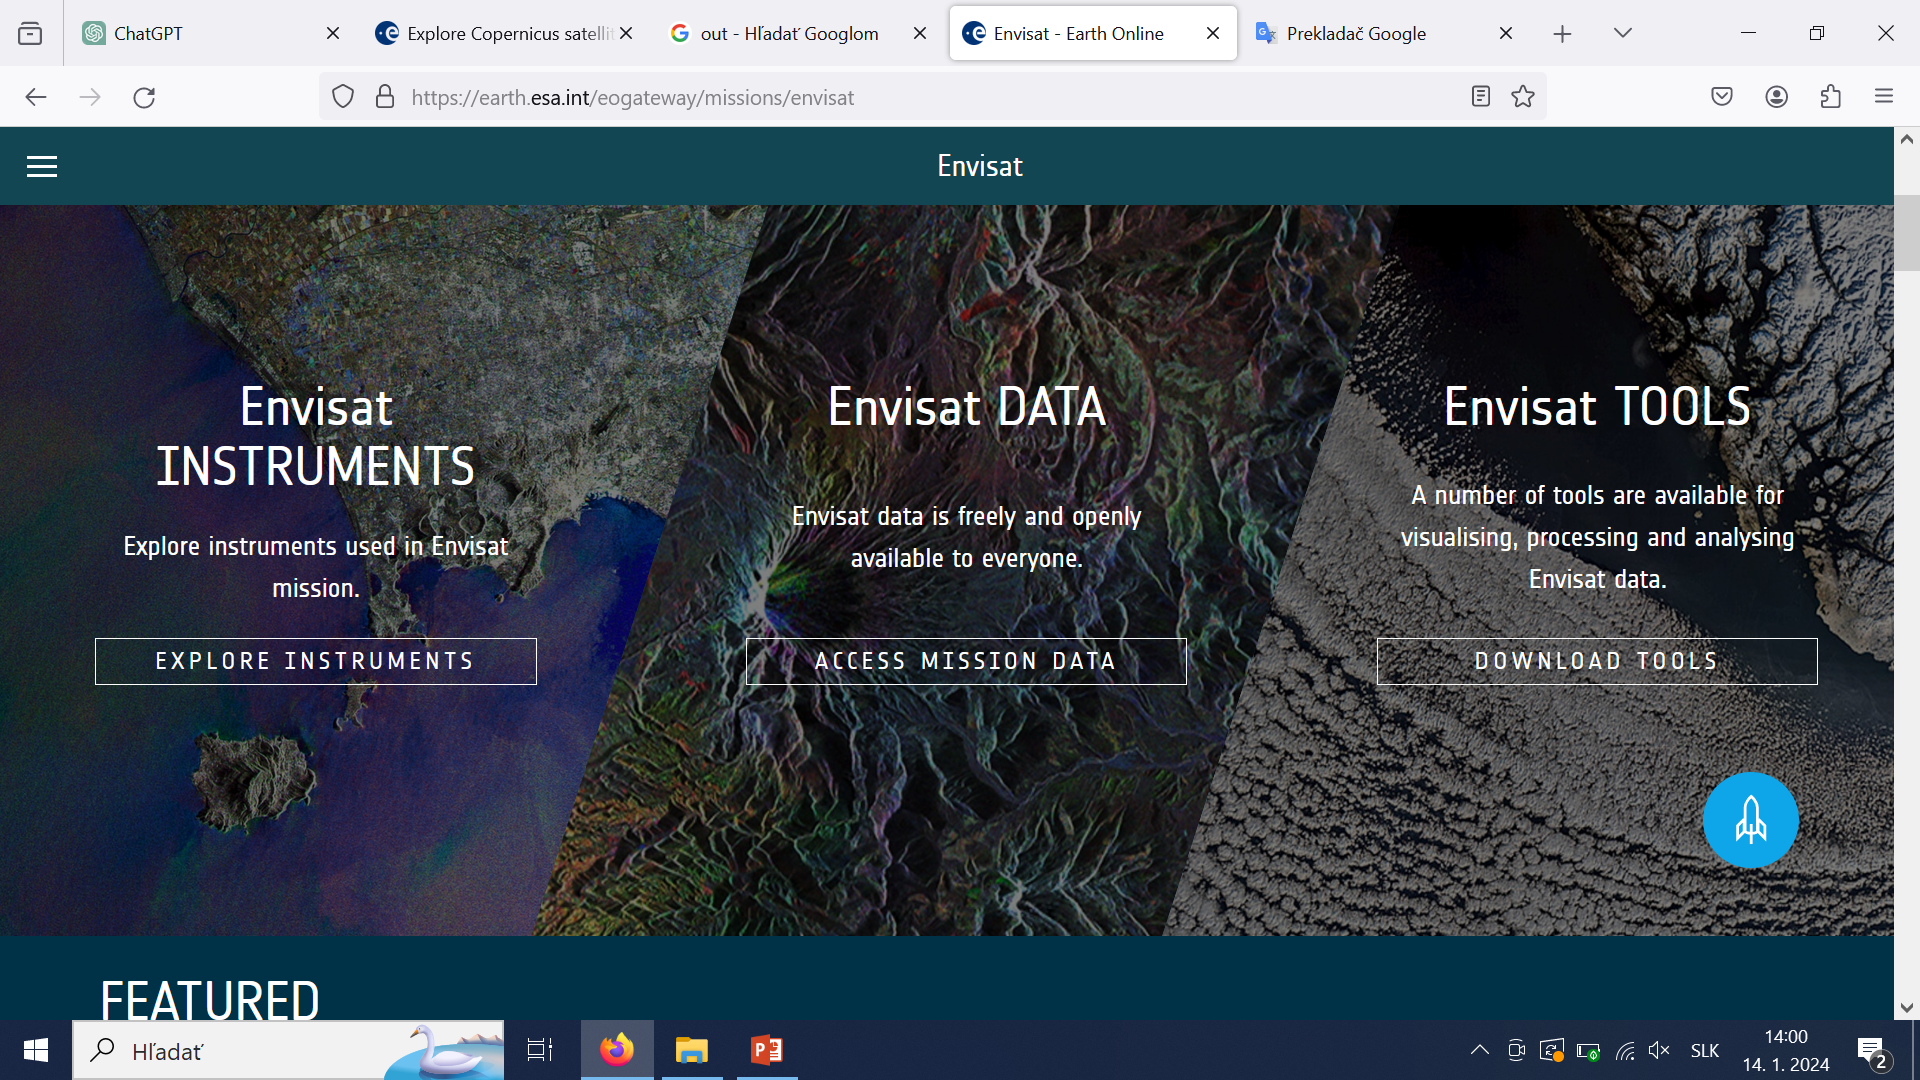 ChatGPT
Explore Copernicus satellit
out - Hľadať Googlom
Envisat - Earth Online
Prekladač Google
https://earth.esa.int/eogateway/missions/envisat
Envisat
Envisat
INSTRUMENTS
Explore instruments used in Envisat
mission.
EXPLORE INSTRUMENTS
Envisat DATA
Envisat data is freely and openly
available to everyone.
ACCESS MISSION DATA
Envisat TOOLS
A number of tools are available for
visualising, processing and analysing
Envisat data.
DOWNLOAD TOOLS
FEATURED
Hľadať
SLK
14:00
14. 1. 2024
2